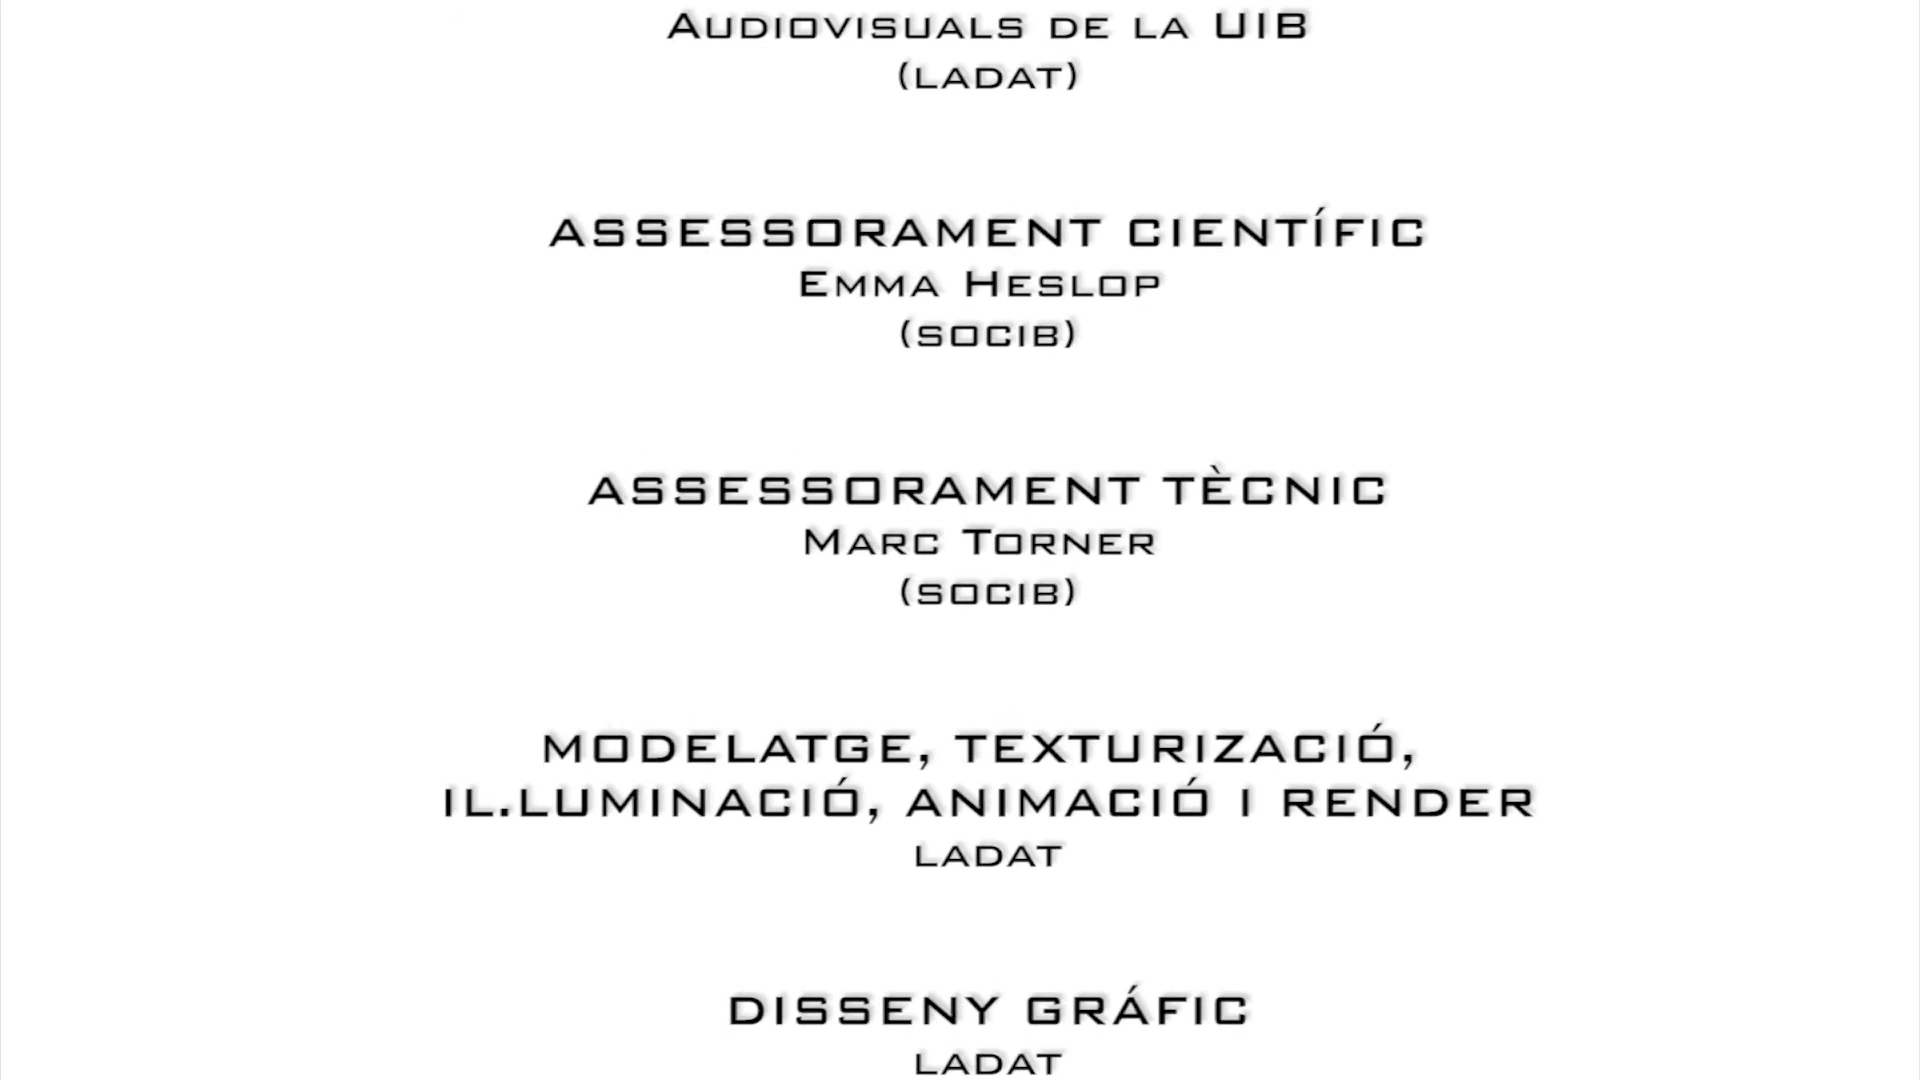 AUDIOVISUALS DE LA UIB
(LADAT)
ASSESSORAMENT CIENTÍFIC
EMMA HESLOP
(SOCIB)
ASSESSORAMENT TÈCNIC
MARC TORNER
(SOCIB)
MODELATGE, TEXTURIZACIÓ,
IL.LUMINACIÓ, ANIMACIÓ I RENDER
LADAT
DISSENY GRÁFIC
LADAT